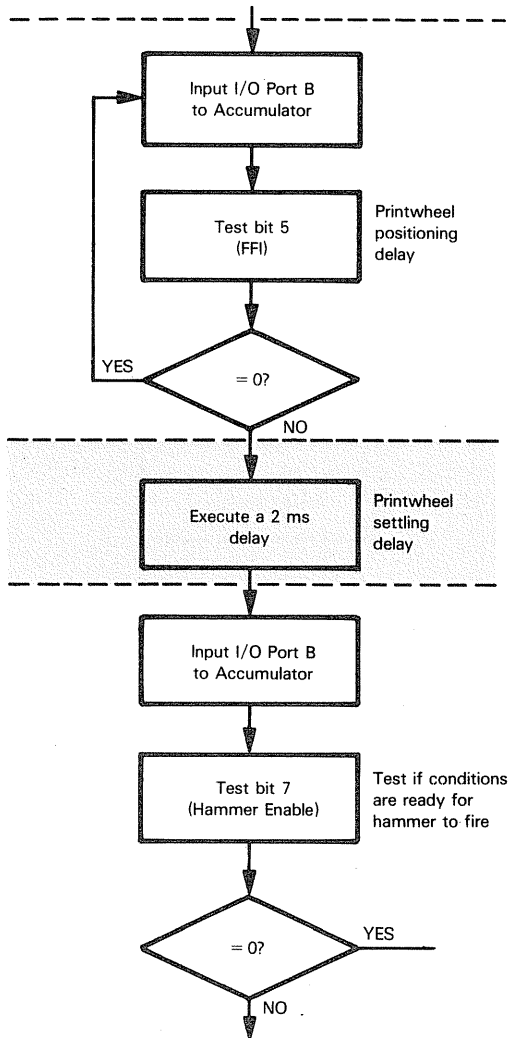 Input I/O Port B
to Accumulator
Test bit 5
(FFI)
Printwheel
positioning
delay
YES
= 0?
NO
Execute a 2 ms
delay
Printwheel
settling
delay
Input I/O Port B
to Accumulator
Test bit 7
(Hammer Enable)
Test if conditions
are ready for
hammer to fire
= 0?
YES
NO